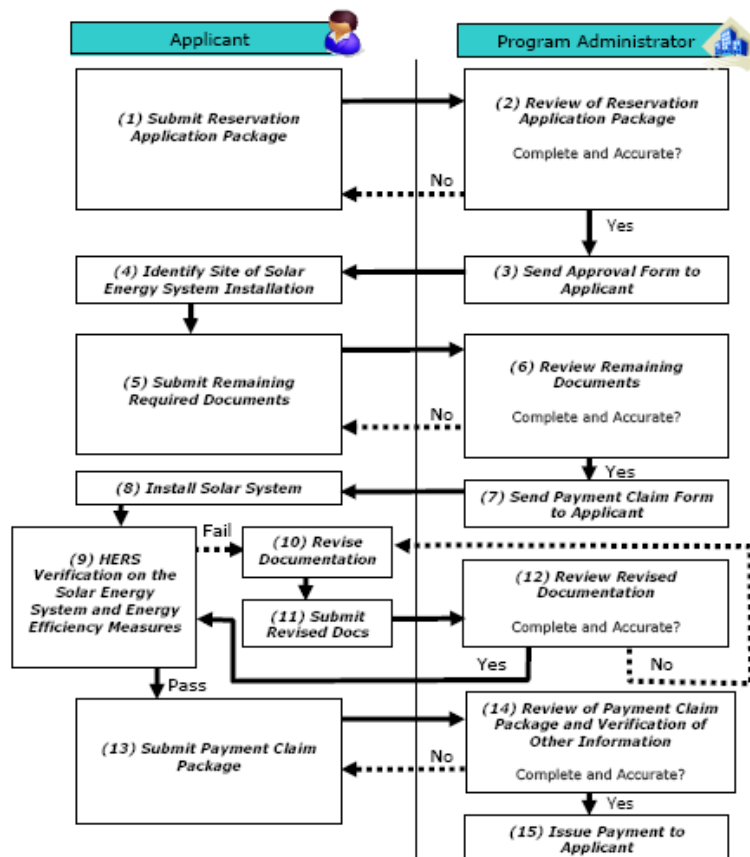 Applicant
Program Administrator
(1) Submit Reservation
Application Package
(2) Review of Reservation
Application Package
Complete and Accurate?
No
Yes
(3) Send Approval Form to
Applicant
(4) Identify Site of Solar
Energy System Installation
(5) Submit Remaining
Required Documents
(6) Review Remaining
Documents
Complete and Accurate?
No
Yes
(7) Send Payment Claim Form
to Applicant
(8) Install Solar System
(9) HERS
Verification on the
Solar Energy
System and Energy
Efficiency Measures
Fail
(10) Revise
Documentation
(11) Submit
Revised Docs
(12) Review Revised
Documentation
Complete and Accurate?
Yes
No
Pass
(13) Submit Payment Claim
Package
(14) Review of Payment Claim
Package and Verification of
Other Information
Complete and Accurate?
No
Yes
(15) Issue Payment to
Applicant